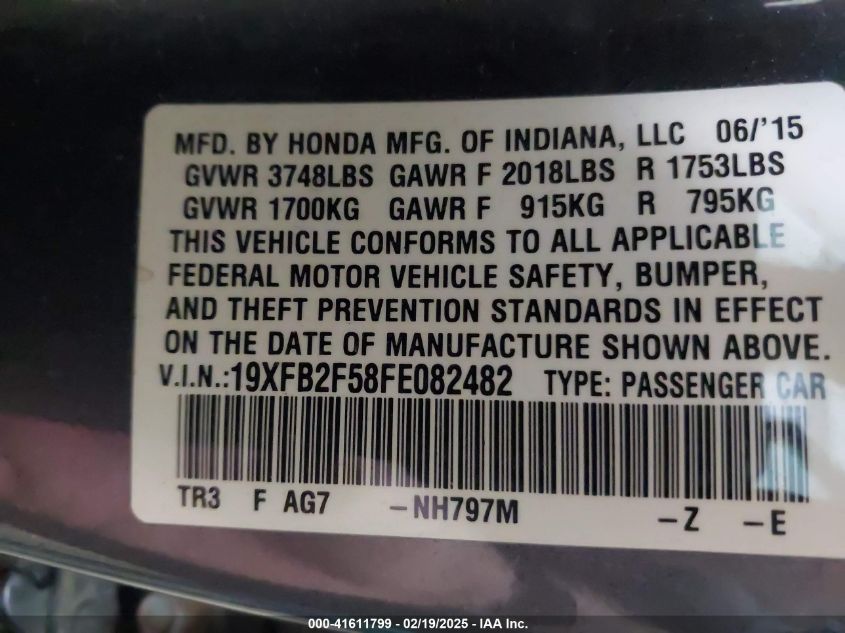 MFD. BY HONDA MFG. OF INDIANA, LLC 06/'15
GVWR 3748LBS GAWR F 2018LBS R 1753LBS
GVWR 1700KG GAWR F 915KG R 795KG
THIS VEHICLE CONFORMS TO ALL APPLICABLE
FEDERAL MOTOR VEHICLE SAFETY, BUMPER,
AND THEFT PREVENTION STANDARDS IN EFFECT
ON THE DATE OF MANUFACTURE SHOWN ABOVE.
V.I.N.:19XFB2F58FE082482 TYPE: PASSENGER CAR
TR3 F AG7 -NH797M -Z -E
000-41611799 - 02/19/2025 - IAA Inc.